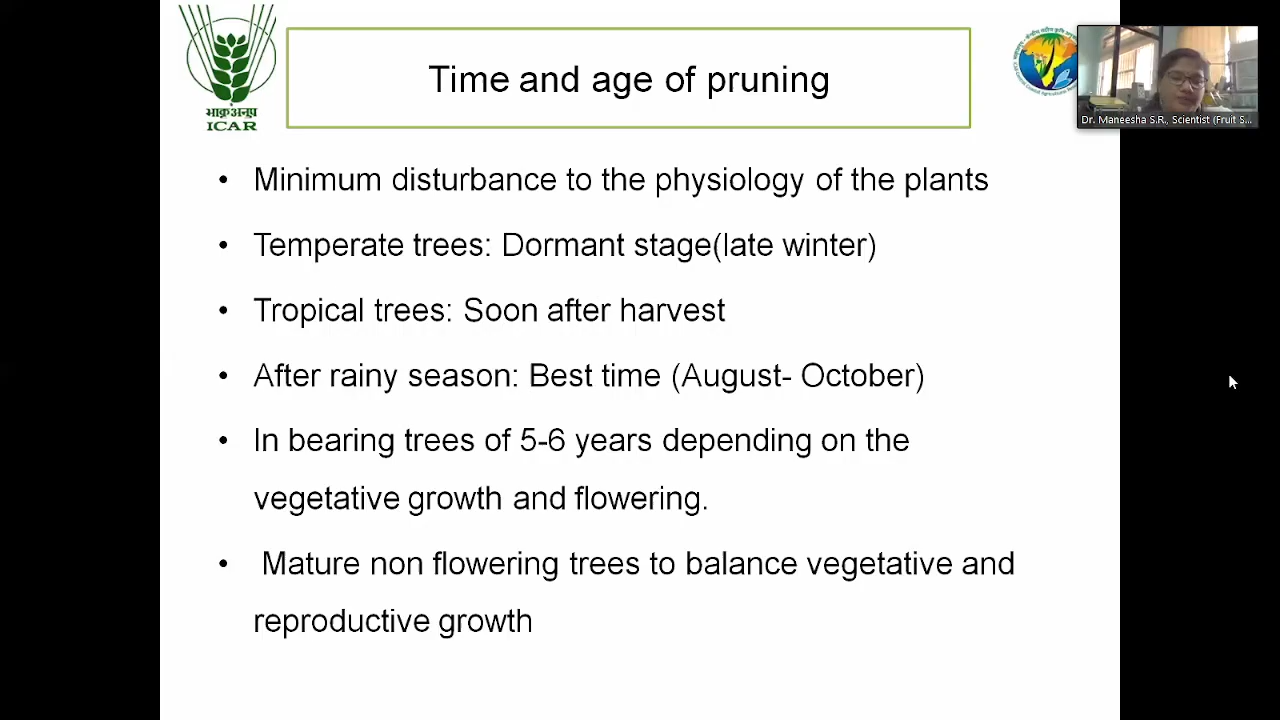 भाकृअनुप
ICAR
Time and age of pruning
Dr. Maneesha S.R., Scientist (Fruit S...
• Minimum disturbance to the physiology of the plants
• Temperate trees: Dormant stage(late winter)
• Tropical trees: Soon after harvest
• After rainy season: Best time (August- October)
• In bearing trees of 5-6 years depending on the
vegetative growth and flowering.
• Mature non flowering trees to balance vegetative and
reproductive growth